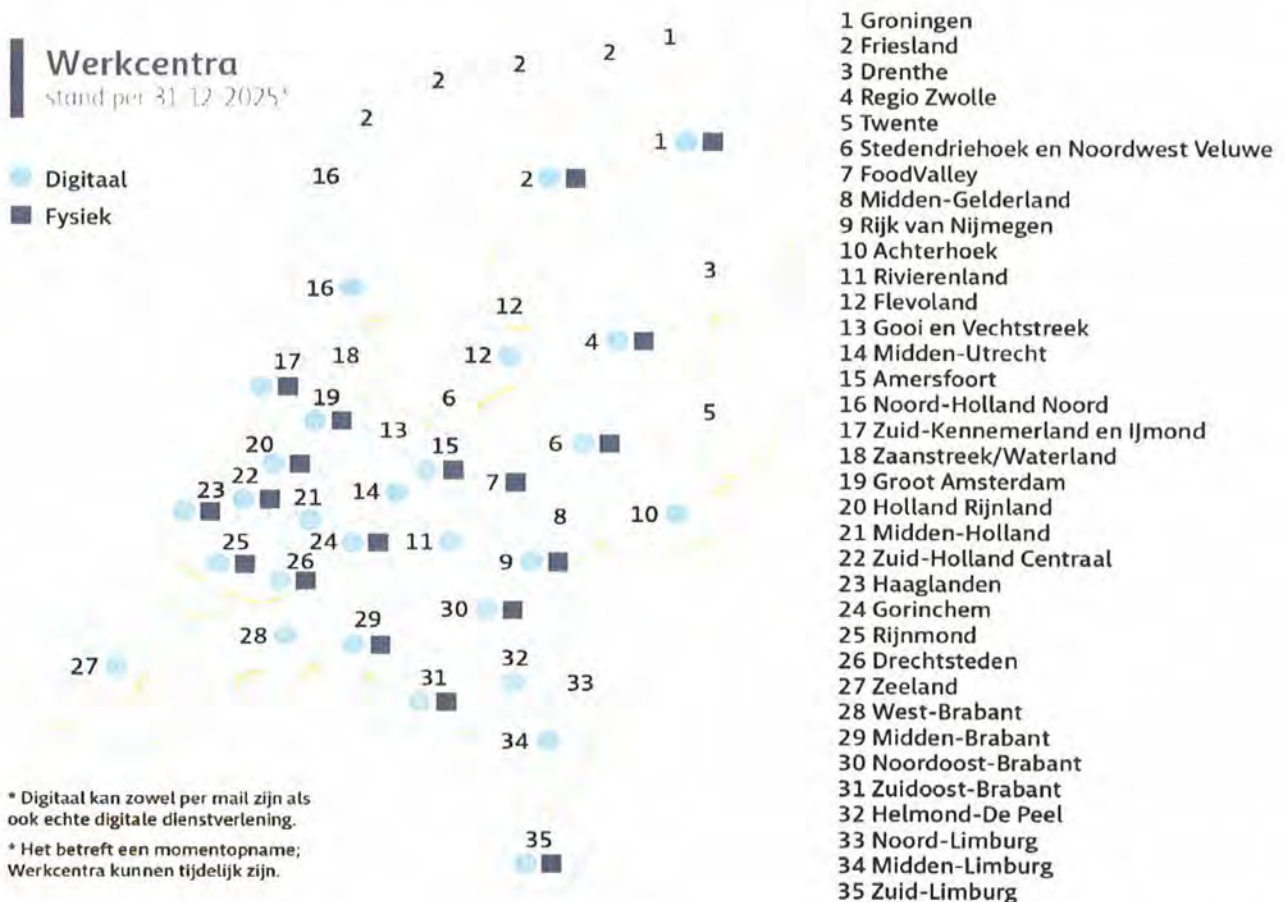 Werkcentra
stand per 31-12-2025*
Digitaal
Fysiek
1
2
2
2
2
1
16
2
3
16
12
4
12
18
17
19
6
5
13
20
15
6
7
22
14
23
21
8
10
24
11
25
9
26
30
29
28
32
27
33
31
34
35
* Digitaal kan zowel per mail zijn als
ook echte digitale dienstverlening.
* Het betreft een momentopname;
Werkcentra kunnen tijdelijk zijn.
1 Groningen
2 Friesland
3 Drenthe
4 Regio Zwolle
5 Twente
6 Stedendriehoek en Noordwest Veluwe
7 FoodValley
8 Midden-Gelderland
9 Rijk van Nijmegen
10 Achterhoek
11 Rivierenland
12 Flevoland
13 Gooi en Vechtstreek
14 Midden-Utrecht
15 Amersfoort
16 Noord-Holland Noord
17 Zuid-Kennemerland en IJmond
18 Zaanstreek/Waterland
19 Groot Amsterdam
20 Holland Rijnland
21 Midden-Holland
22 Zuid-Holland Centraal
23 Haaglanden
24 Gorinchem
25 Rijnmond
26 Drechtsteden
27 Zeeland
28 West-Brabant
29 Midden-Brabant
30 Noordoost-Brabant
31 Zuidoost-Brabant
32 Helmond-De Peel
33 Noord-Limburg
34 Midden-Limburg
35 Zuid-Limburg